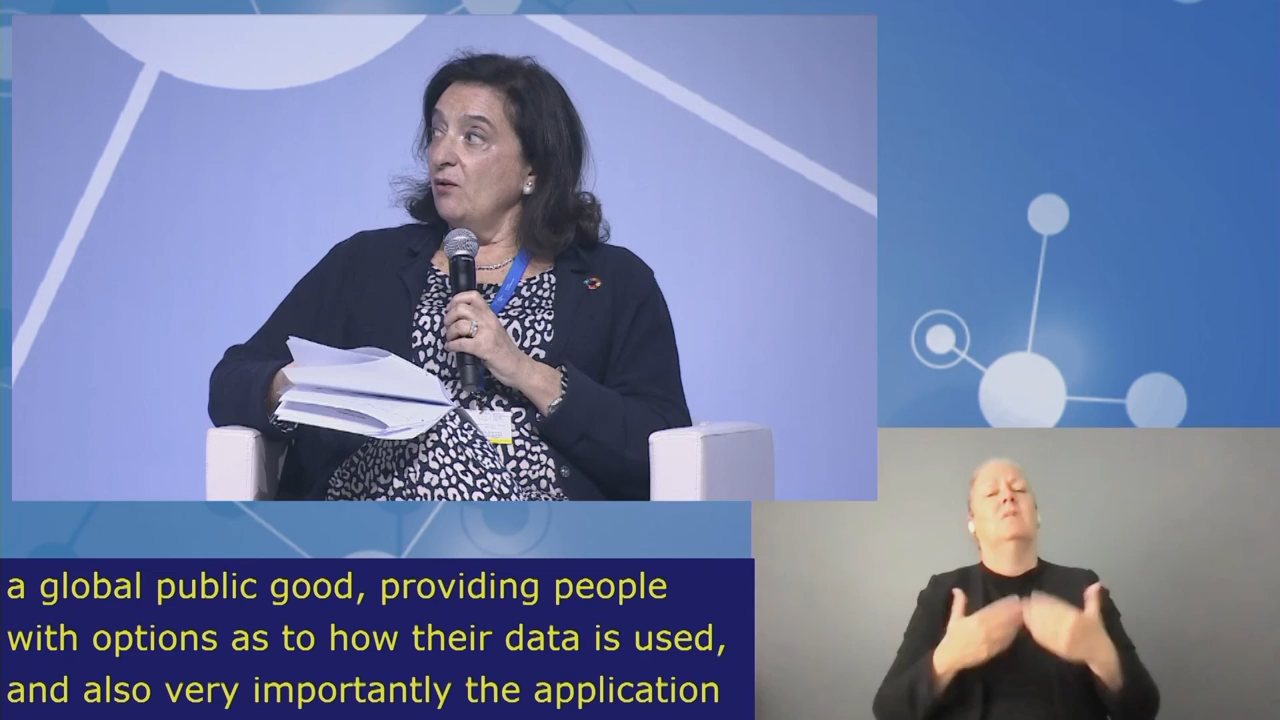 a global public good, providing people
with options as to how their data is used,
and also very importantly the application